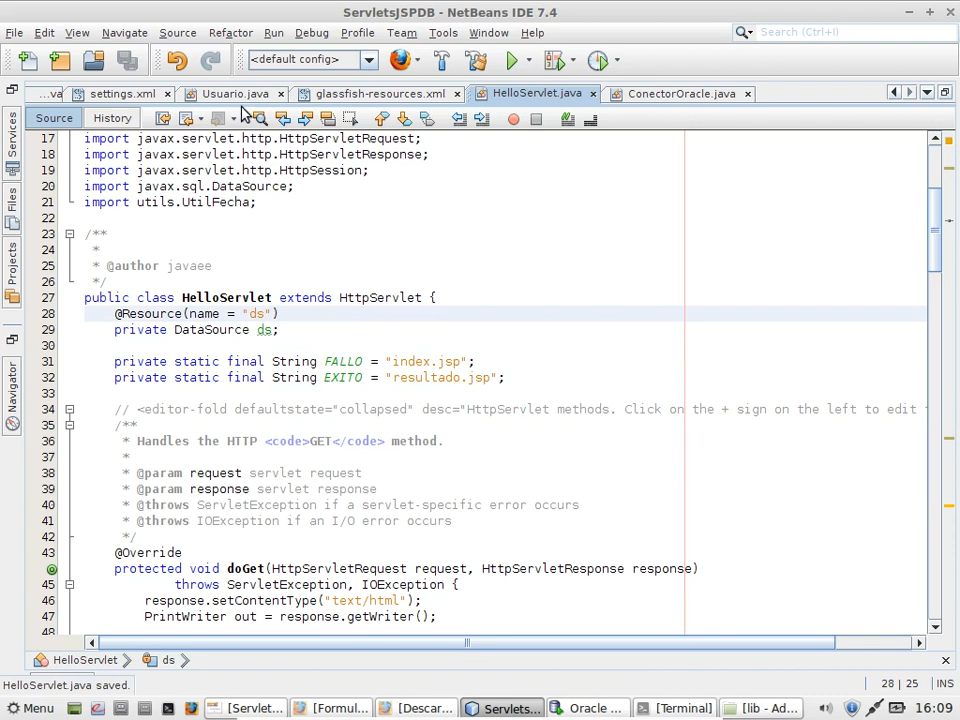 ServletsJSPDB - NetBeans IDE 7.4
File Edit View Navigate Source Refactor Run Debug Profile Team Tools Window Help
Search (Ctrl+I)
<default config>
...va settings.xml Usuario.java glassfish-resources.xml HelloServlet.java ConectorOracle.java
Source History
Services
Files
Projects
Navigator
17 import javax.servlet.http.HttpServletRequest;
18 import javax.servlet.http.HttpServletResponse;
19 import javax.servlet.http.HttpSession;
20 import javax.sql.DataSource;
21 import utils.UtilFecha;
22
23 /**
24 *
25 * @author javaee
26 */
27 public class HelloServlet extends HttpServlet {
28 @Resource(name = "ds")
29 private DataSource ds;
30
31 private static final String FALLO = "index.jsp";
32 private static final String EXITO = "resultado.jsp";
33
34 // <editor-fold defaultstate="collapsed" desc="HttpServlet methods. Click on the + sign on the left to edit
35 /**
36 * Handles the HTTP <code>GET</code> method.
37 *
38 * @param request servlet request
39 * @param response servlet response
40 * @throws ServletException if a servlet-specific error occurs
41 * @throws IOException if an I/O error occurs
42 */
43 @Override
protected void doGet(HttpServletRequest request, HttpServletResponse response)
45 throws ServletException, IOException {
46 response.setContentType("text/html");
47 PrintWriter out = response.getWriter();
48
HelloServlet ds
HelloServlet.java saved. 28 | 25 INS
Menu [Servlet... [Formul... [Descar... Servlets... Oracle ... [Terminal] [lib - Ad... 16:09